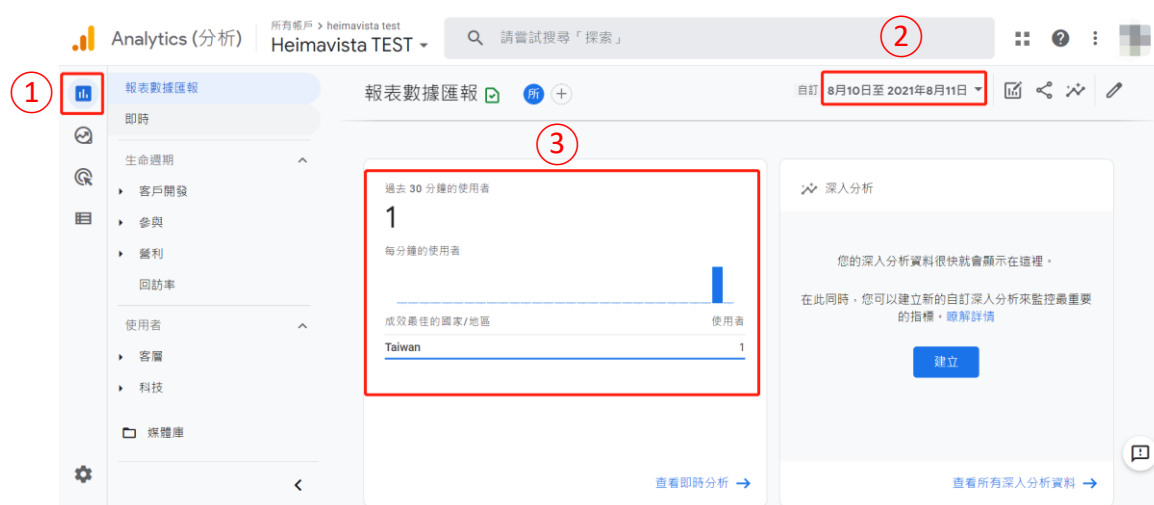 所有帳戶 > heimavista test
Analytics (分析)
Heimavista TEST
請嘗試搜尋「探索」
2
1
報表數據匯報
即時
生命週期
客戶開發
參與
營利
回訪率
使用者
客層
科技
媒體庫
報表數據匯報
所
自訂 8月10日至 2021年8月11日
3
過去 30 分鐘的使用者
1
每分鐘的使用者
成效最佳的國家/地區 使用者
Taiwan 1
查看即時分析
深入分析
您的深入分析資料很快就會顯示在這裡。
在此同時，您可以建立新的自訂深入分析來監控最重要
的指標。瞭解詳情
建立
查看所有深入分析資料